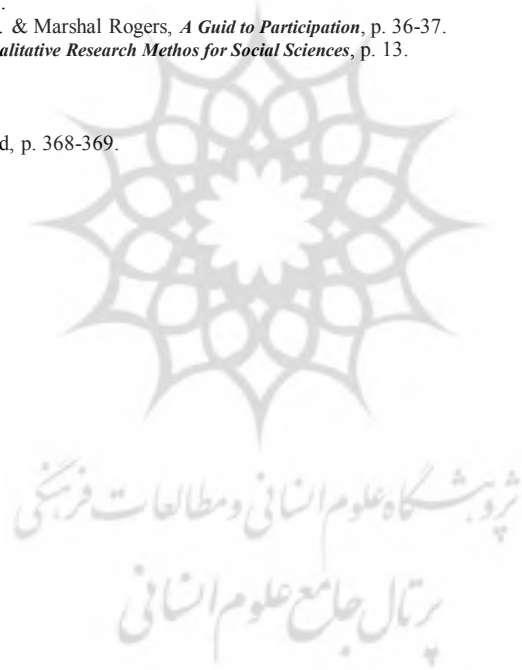 .
. & Marshal Rogers, A Guid to Participation, p. 36-37.
alitative Research Methos for Social Sciences, p. 13.
d, p. 368-369.
پژوهشگاه علوم انسانی و مطالعات فرهنگی
پرتال جامع علوم انسانی